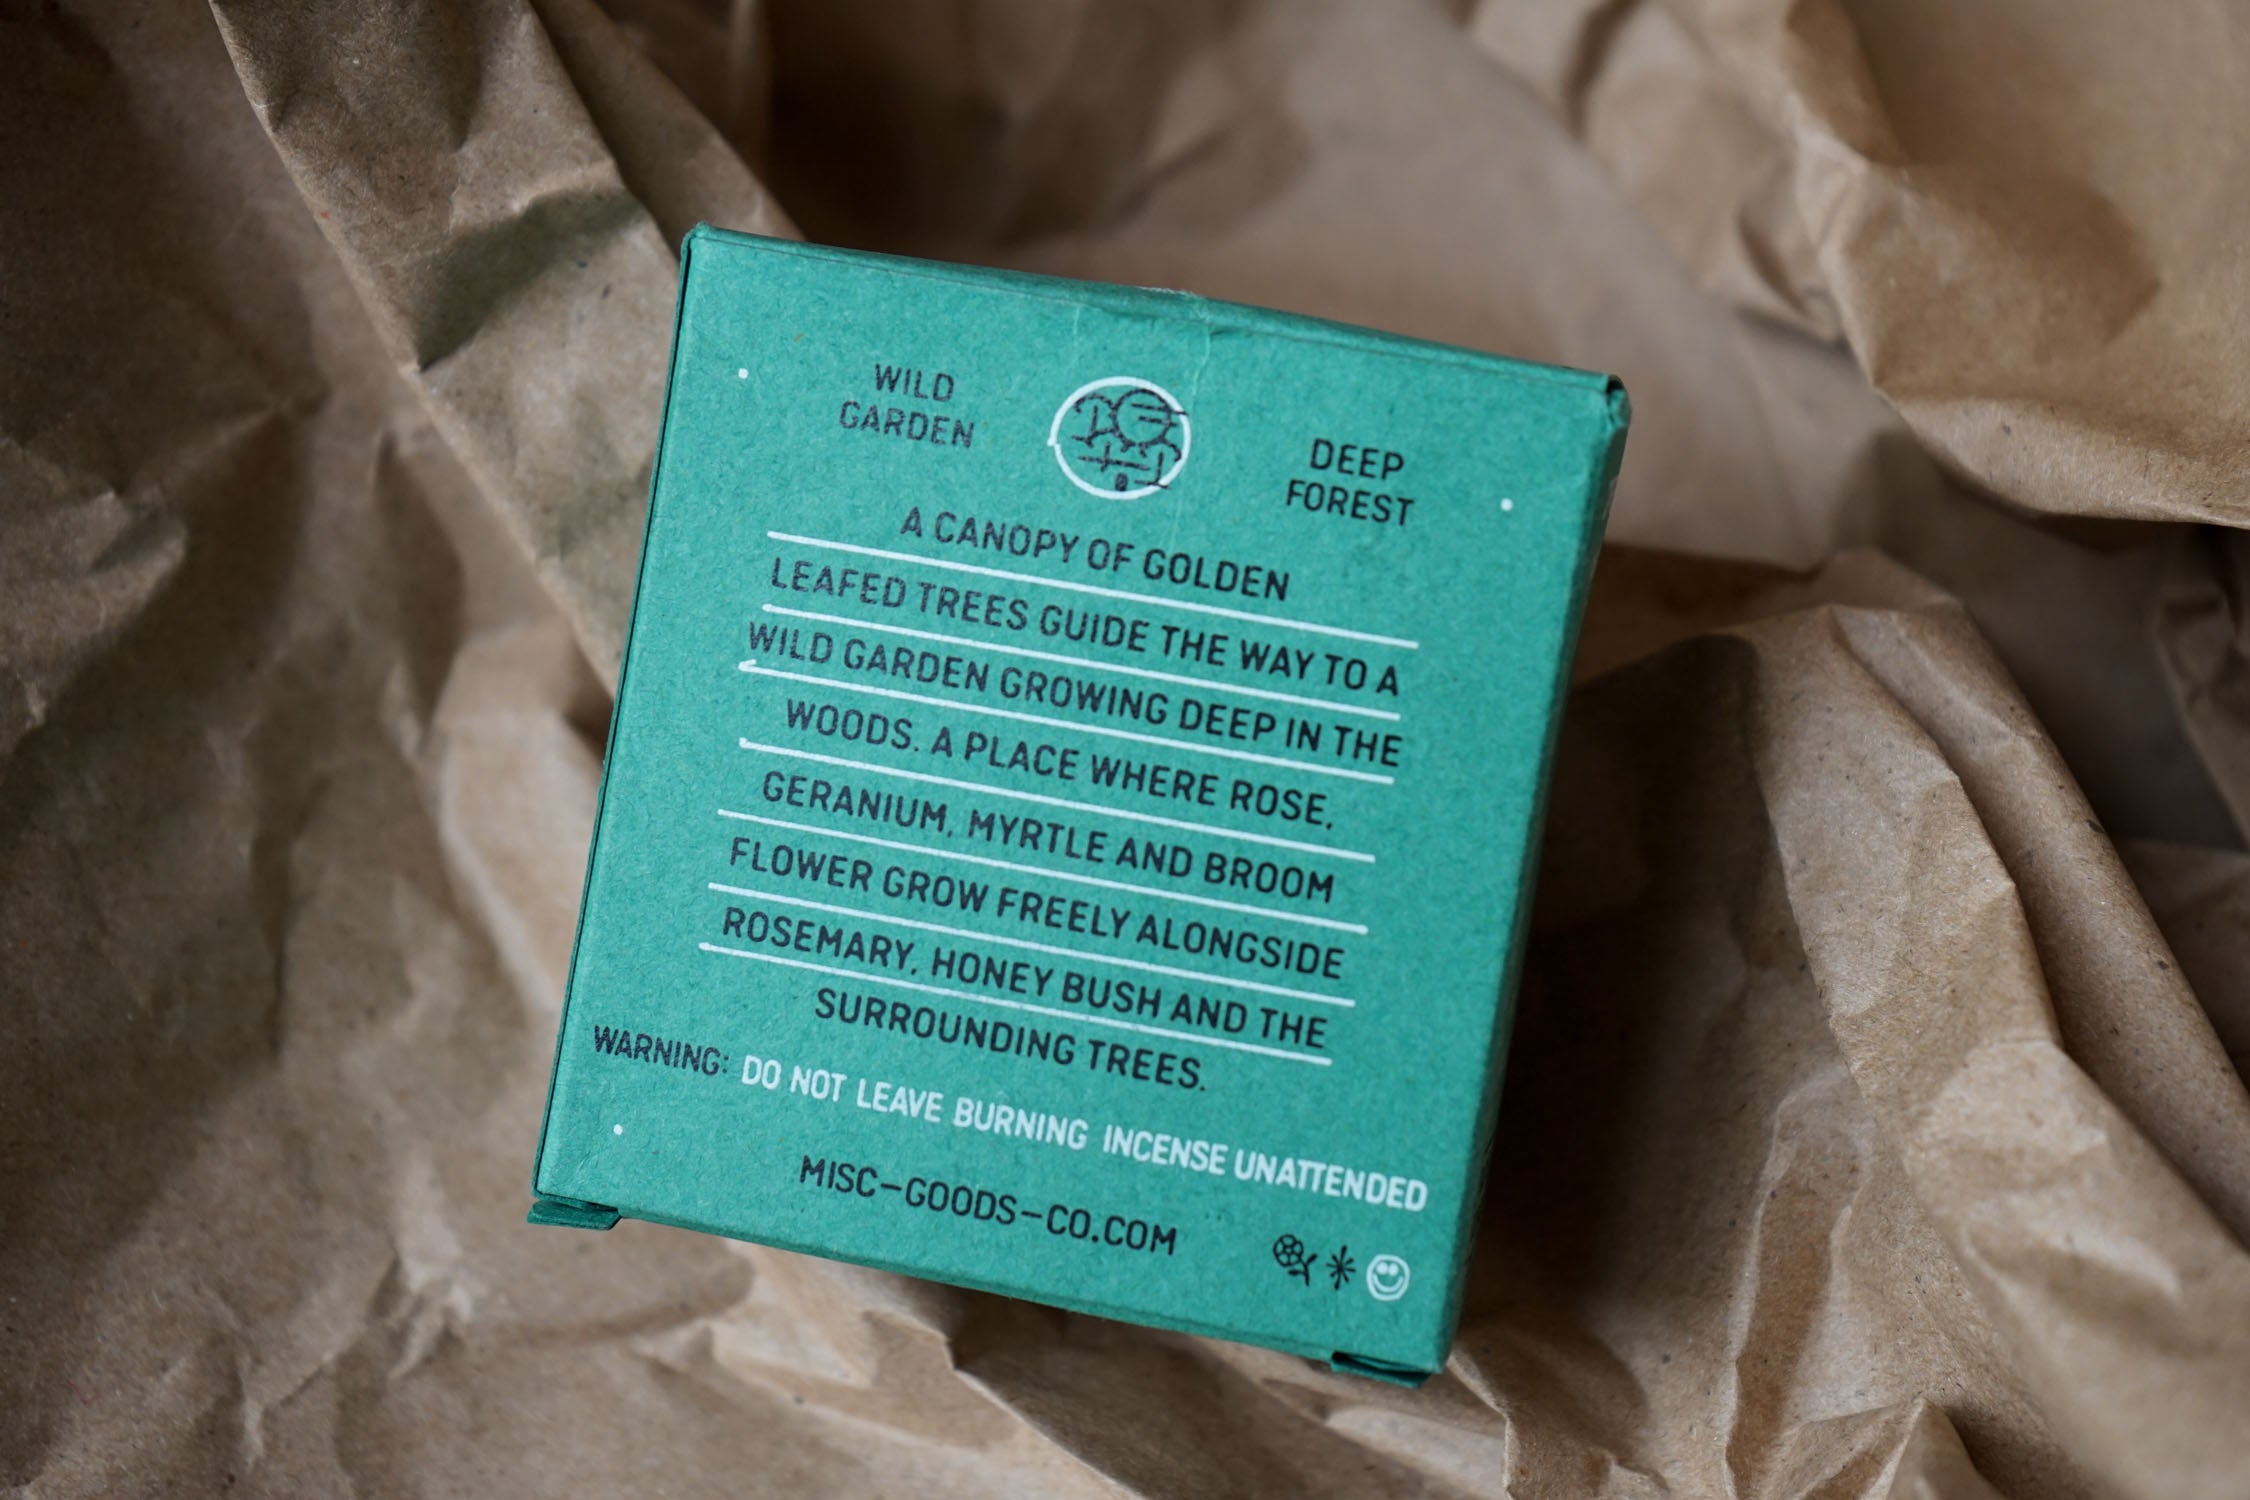 WILD
GARDEN
DEEP
FOREST
A CANOPY OF GOLDEN
LEAFED TREES GUIDE THE WAY TO A
WILD GARDEN GROWING DEEP IN THE
WOODS. A PLACE WHERE ROSE,
GERANIUM, MYRTLE AND BROOM
FLOWER GROW FREELY ALONGSIDE
ROSEMARY, HONEY BUSH AND THE
SURROUNDING TREES.
WARNING: DO NOT LEAVE BURNING INCENSE UNATTENDED
MISC-GOODS-CO.COM